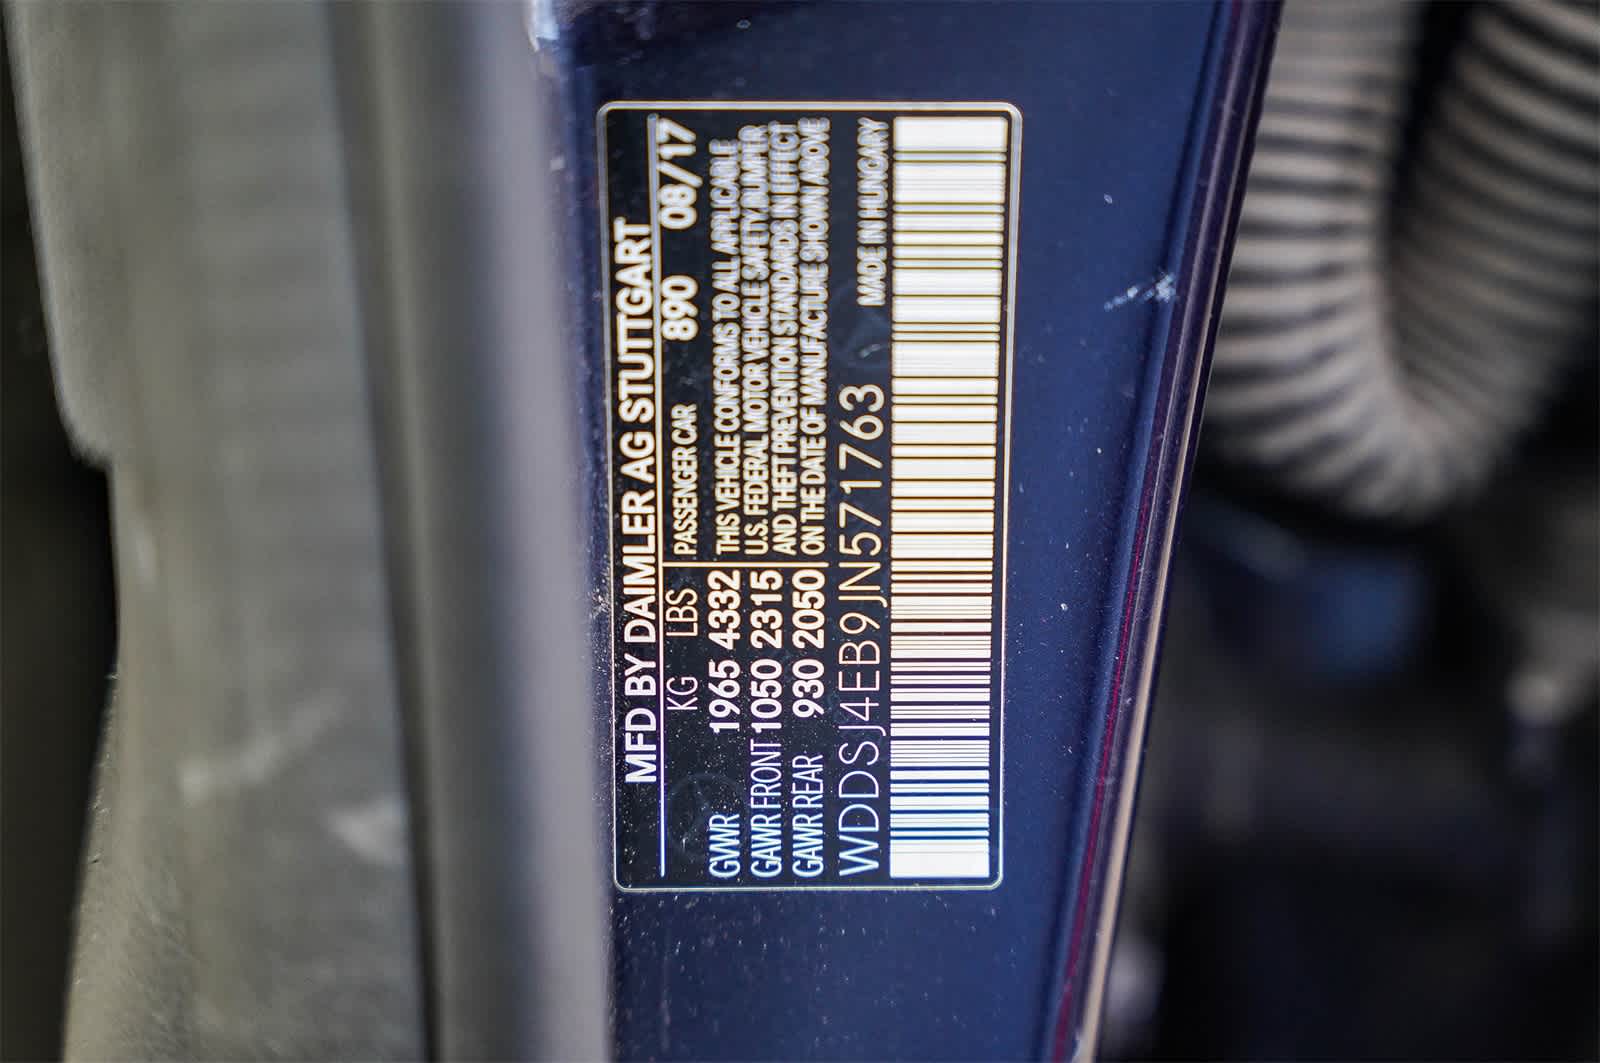 MFD BY DAIMLER AG STUTTGART
KG LBS PASSENGER CAR 890 08/17
GVWR 1965 4332 THIS VEHICLE CONFORMS TO ALL APPLICABLE
GAWR FRONT 1050 2315 U.S. FEDERAL MOTOR VEHICLE SAFETY, BUMPER
GAWR REAR 930 2050 AND THEFT PREVENTION STANDARDS IN EFFECT
ON THE DATE OF MANUFACTURE SHOWN ABOVE
WDDSJ4EB9JN571763 MADE IN HUNGARY